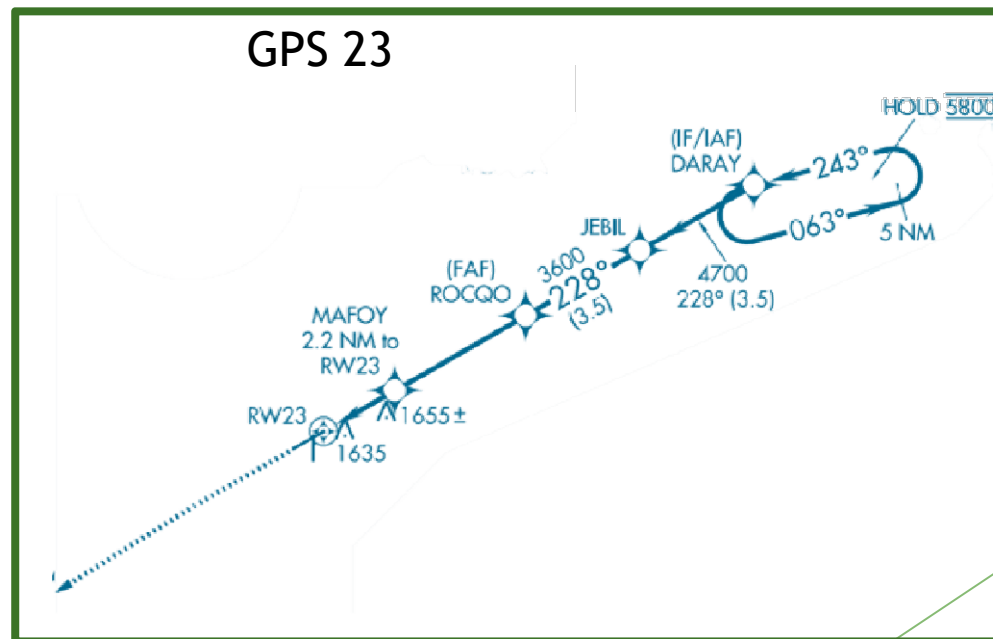 GPS 23
HOLD 5800
(IF/IAF)
DARAY
243°
063°
5 NM
JEBIL
4700
228° (3.5)
3600
228°
(3.5)
(FAF)
ROCQO
MAFOY
2.2 NM to
RW23
1655±
RW23
1635